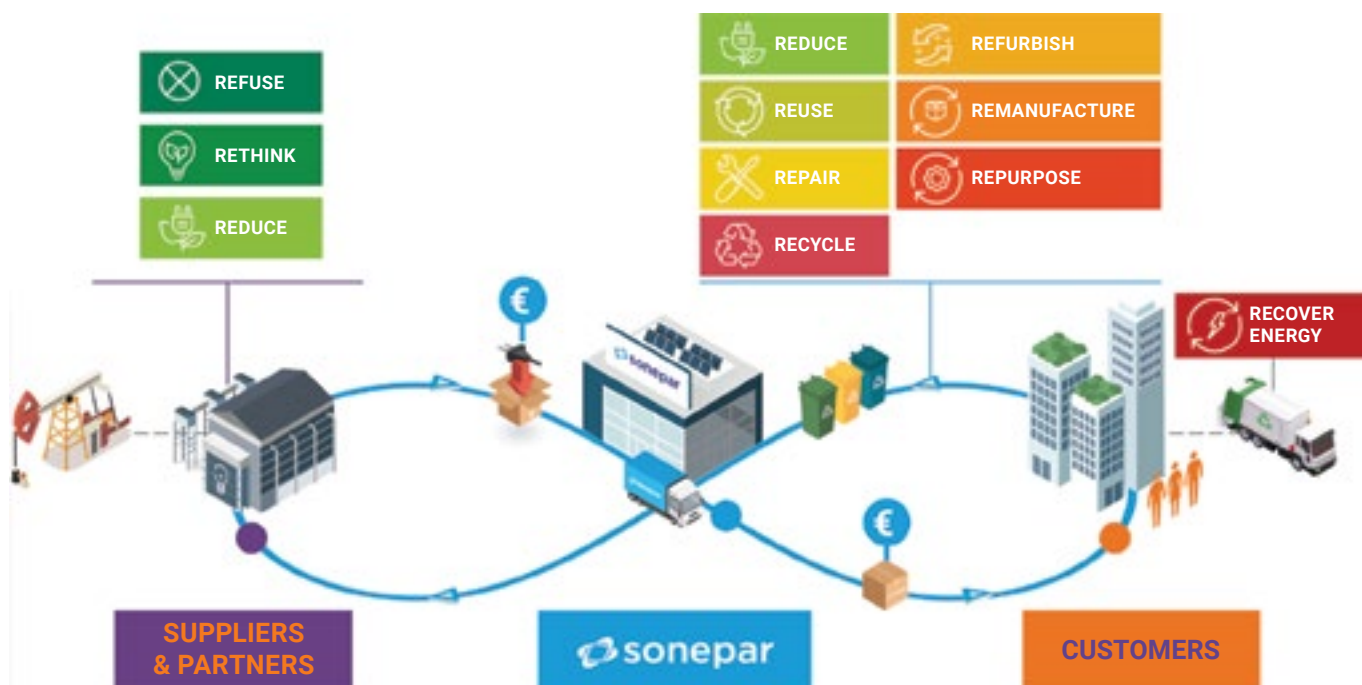 REFUSE
RETHINK
REDUCE
REDUCE
REFURBISH
REUSE
REMANUFACTURE
REPAIR
REPURPOSE
RECYCLE
€
sonepar
RECOVER
ENERGY
€
SUPPLIERS
& PARTNERS
sonepar
CUSTOMERS